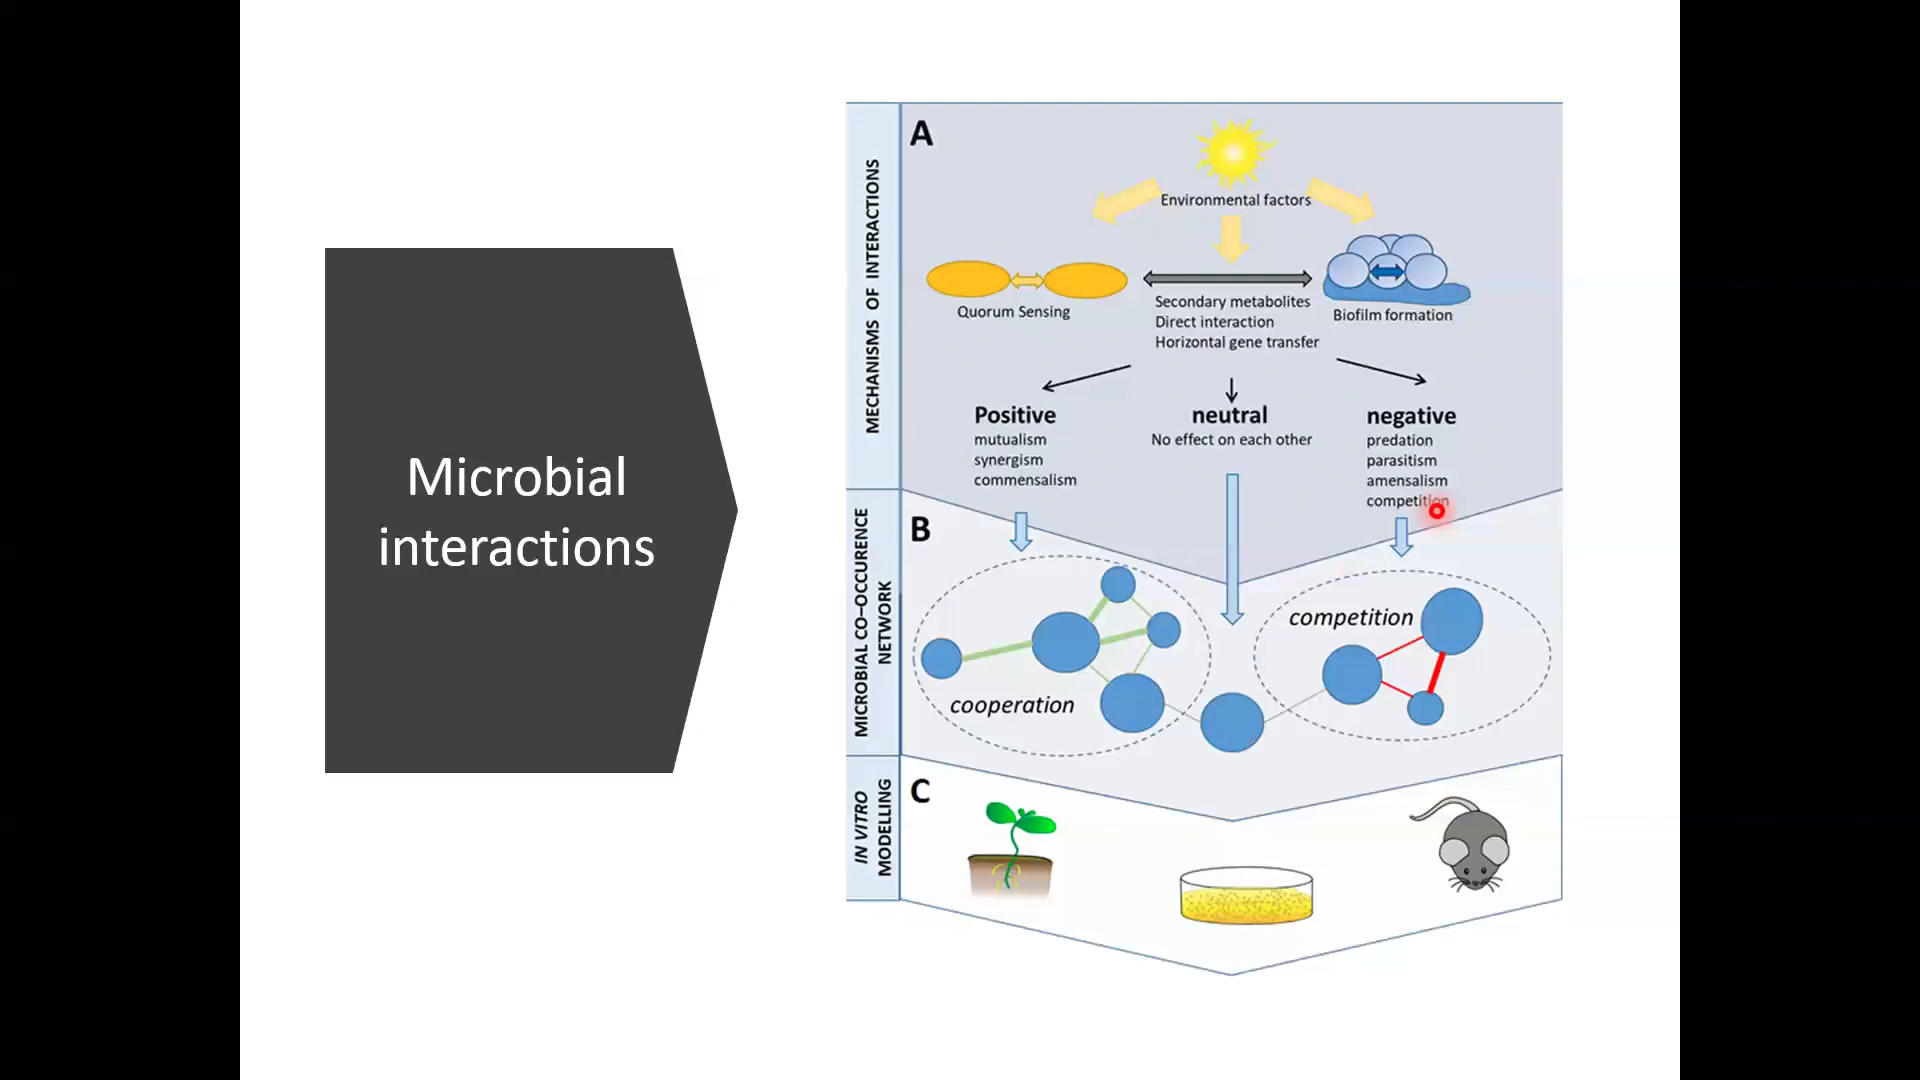 Microbial
interactions
MECHANISMS OF INTERACTIONS
A
Environmental factors
Quorum Sensing
Secondary metabolites
Direct interaction
Horizontal gene transfer
Biofilm formation
Positive
mutualism
synergism
commensalism
neutral
No effect on each other
negative
predation
parasitism
amensalism
competition
MICROBIAL CO–OCCURENCE
NETWORK
B
cooperation
competition
IN VITRO
MODELLING
C